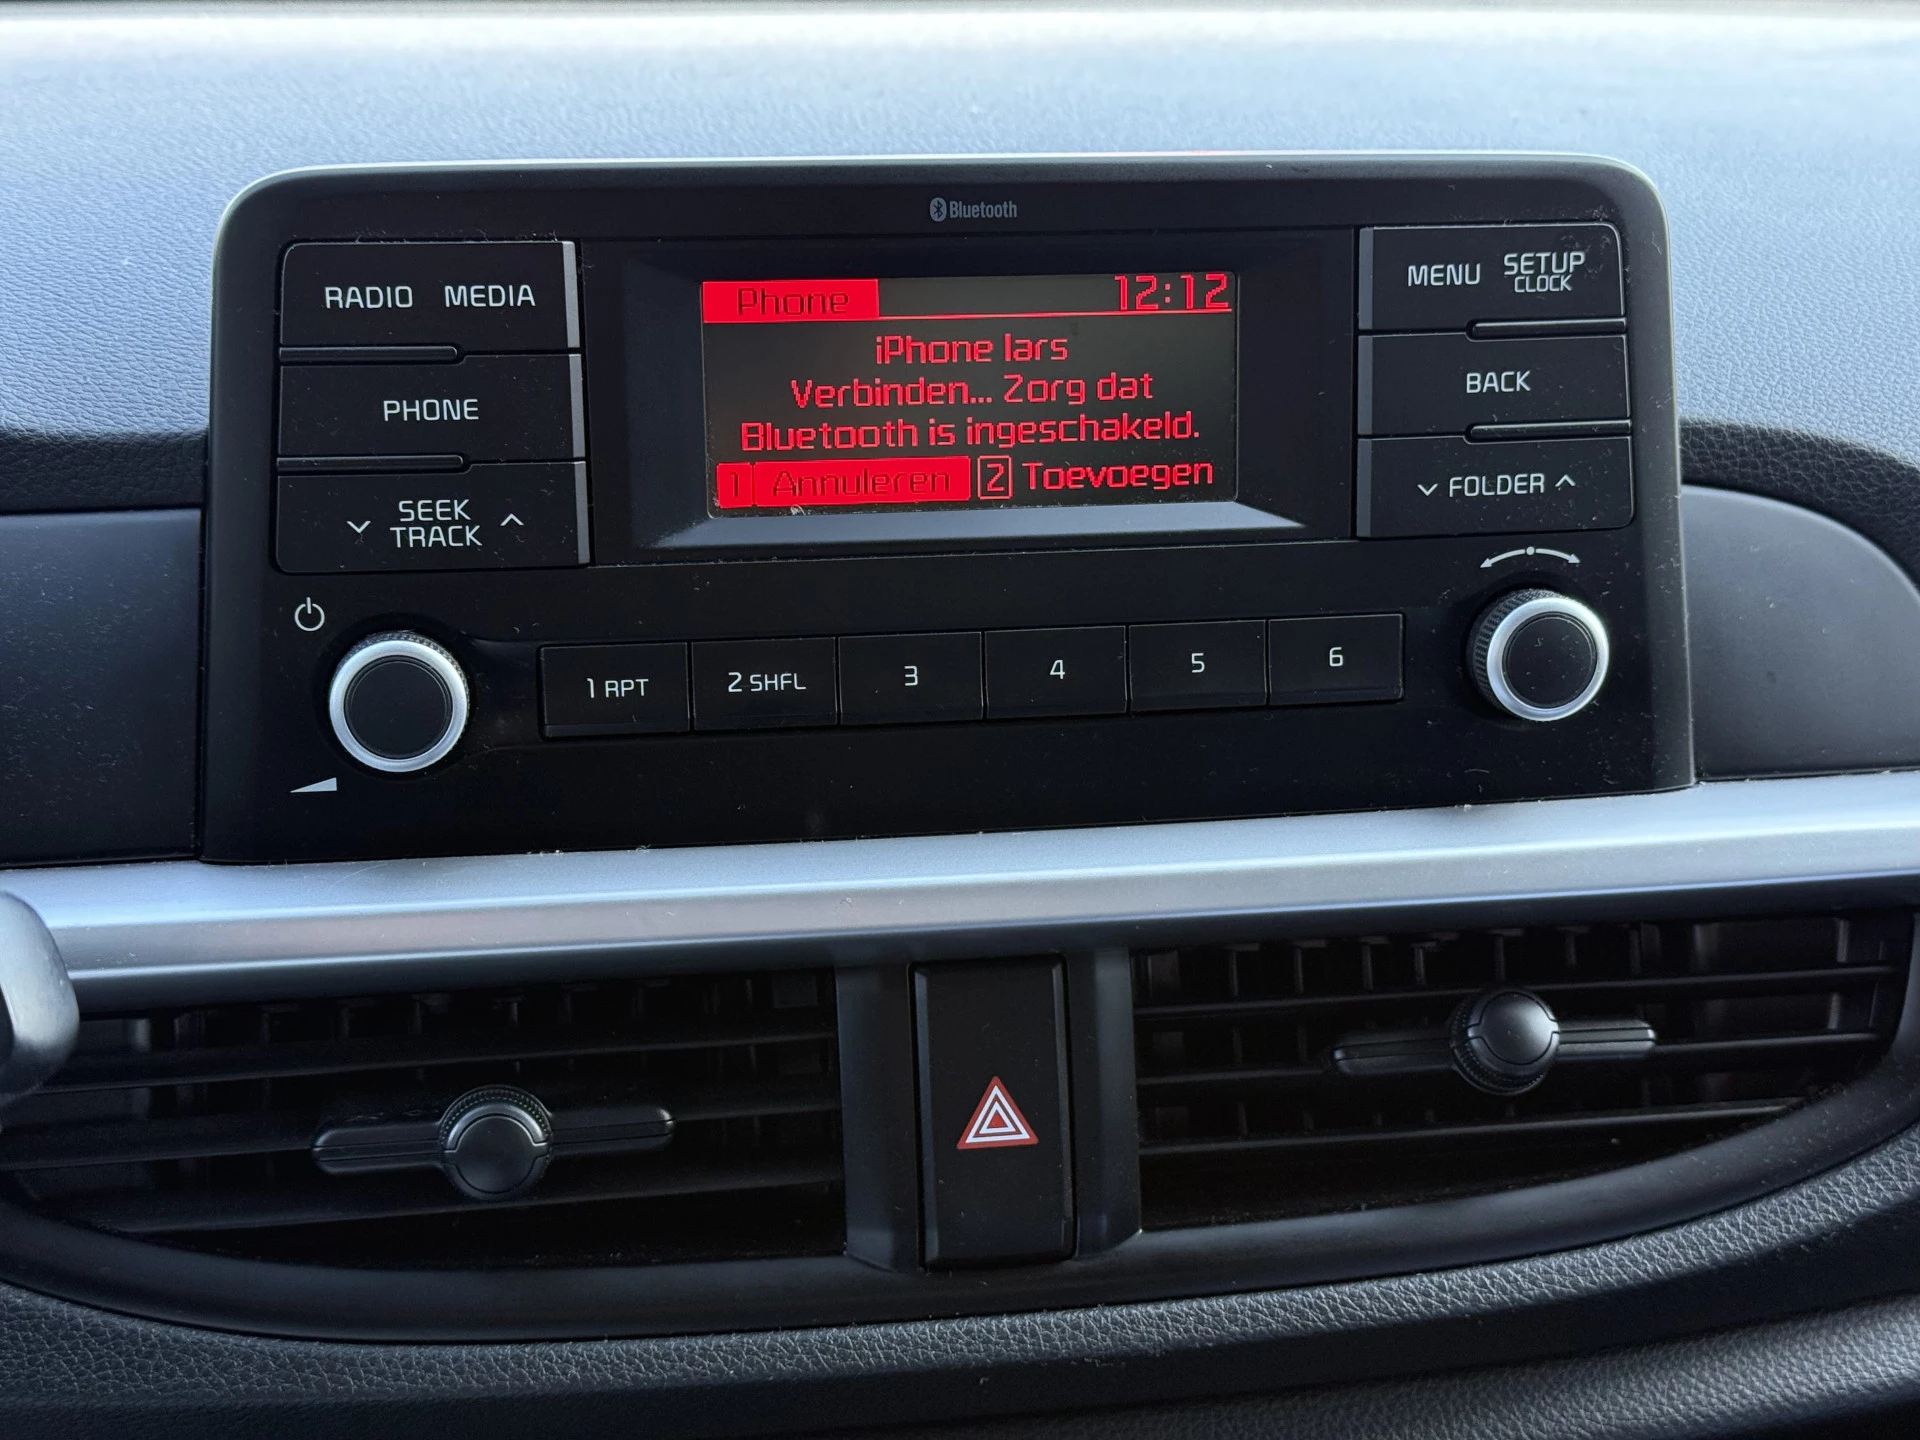 Bluetooth
RADIO MEDIA
PHONE
SEEK
TRACK
Phone 12:12
iPhone lars
Verbinden... Zorg dat
Bluetooth is ingeschakeld.
1 Annuleren 2 Toevoegen
MENU SETUP
CLOCK
BACK
FOLDER
1 RPT 2 SHFL 3 4 5 6